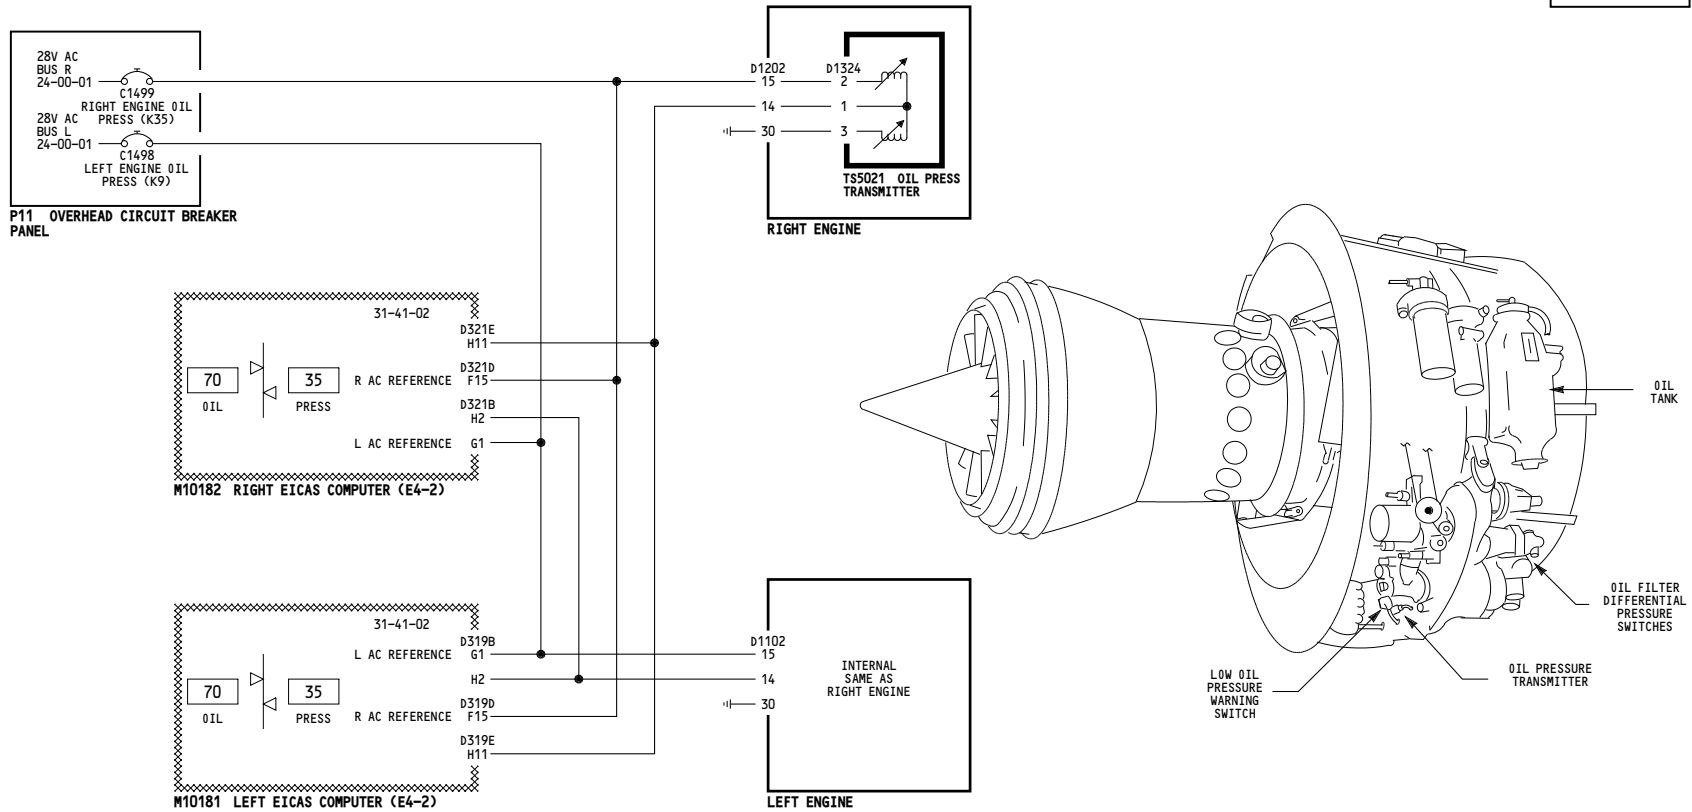 28V AC
BUS R
24-00-01
C1499
RIGHT ENGINE OIL
PRESS (K35)
28V AC
BUS L
24-00-01
C1498
LEFT ENGINE OIL
PRESS (K9)
P11 OVERHEAD CIRCUIT BREAKER
PANEL
D1202 D1324
15 2
14 1
30 3
TS5021 OIL PRESS
TRANSMITTER
RIGHT ENGINE
31-41-02
D321E
H11
D321D
R AC REFERENCE F15
D321B
H2
L AC REFERENCE G1
70 35
OIL PRESS
M10182 RIGHT EICAS COMPUTER (E4-2)
31-41-02
D319B
L AC REFERENCE G1
H2
D319D
R AC REFERENCE F15
D319E
H11
70 35
OIL PRESS
M10181 LEFT EICAS COMPUTER (E4-2)
D1102
15
14
30
INTERNAL
SAME AS
RIGHT ENGINE
LEFT ENGINE
OIL
TANK
OIL FILTER
DIFFERENTIAL
PRESSURE
SWITCHES
OIL PRESSURE
TRANSMITTER
LOW OIL
PRESSURE
WARNING
SWITCH